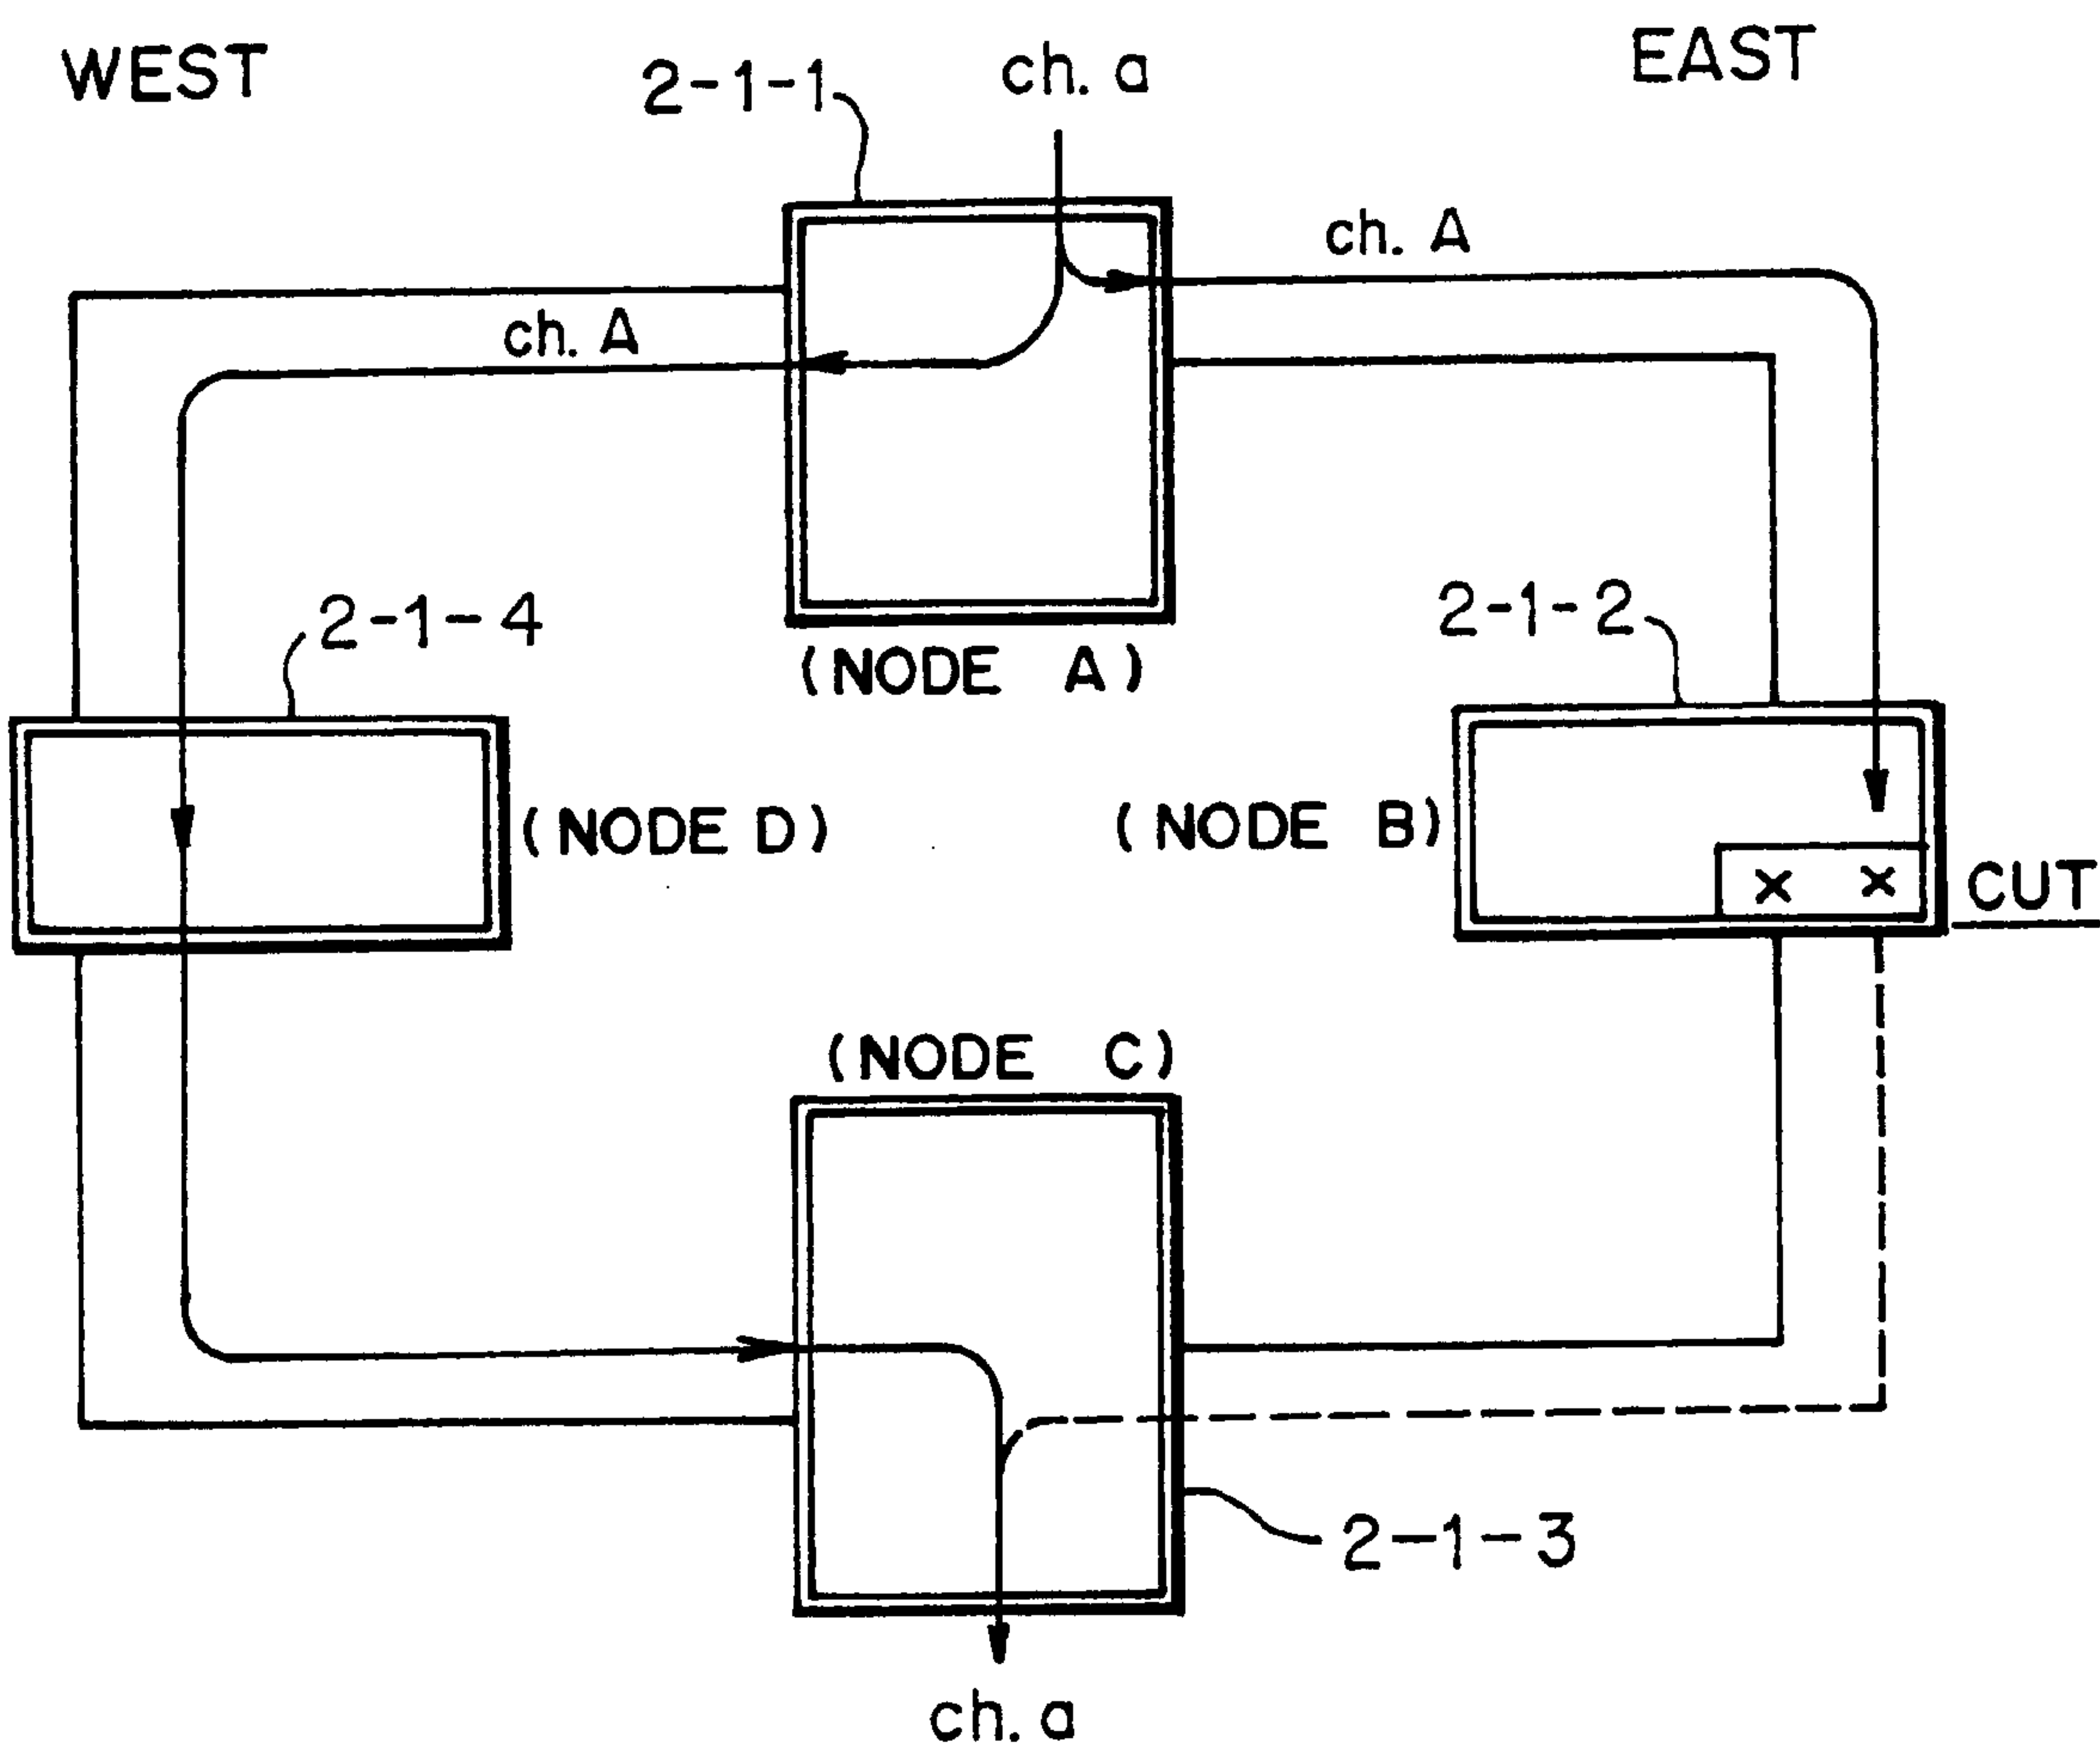 WEST
2-1-1
ch. a
EAST
ch. A
ch. A
2-1-4
2-1-2
(NODE A)
(NODE D)
(NODE B)
× ×
CUT
(NODE C)
2-1-3
ch. a